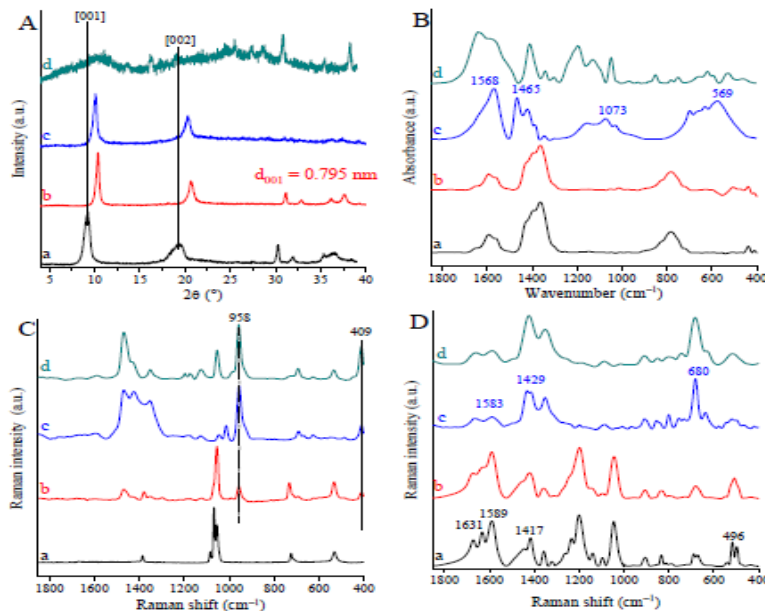 A
[001]
[002]
d
c
b
a
d001 = 0.795 nm
Intensity (a.u.)
4 10 15 20 25 30 35 40
2θ (°)
B
d
1568
1465
1073
569
c
b
a
Absorbance (a.u.)
1800 1600 1400 1200 1000 800 600 400
Wavenumber (cm⁻¹)
C
958
409
d
c
b
a
Raman intensity (a.u.)
1800 1600 1400 1200 1000 800 600 400
Raman shift (cm⁻¹)
D
d
680
1583
1429
c
b
1631
1589
1417
496
a
Raman intensity (a.u.)
1800 1600 1400 1200 1000 800 600 400
Raman shift (cm⁻¹)